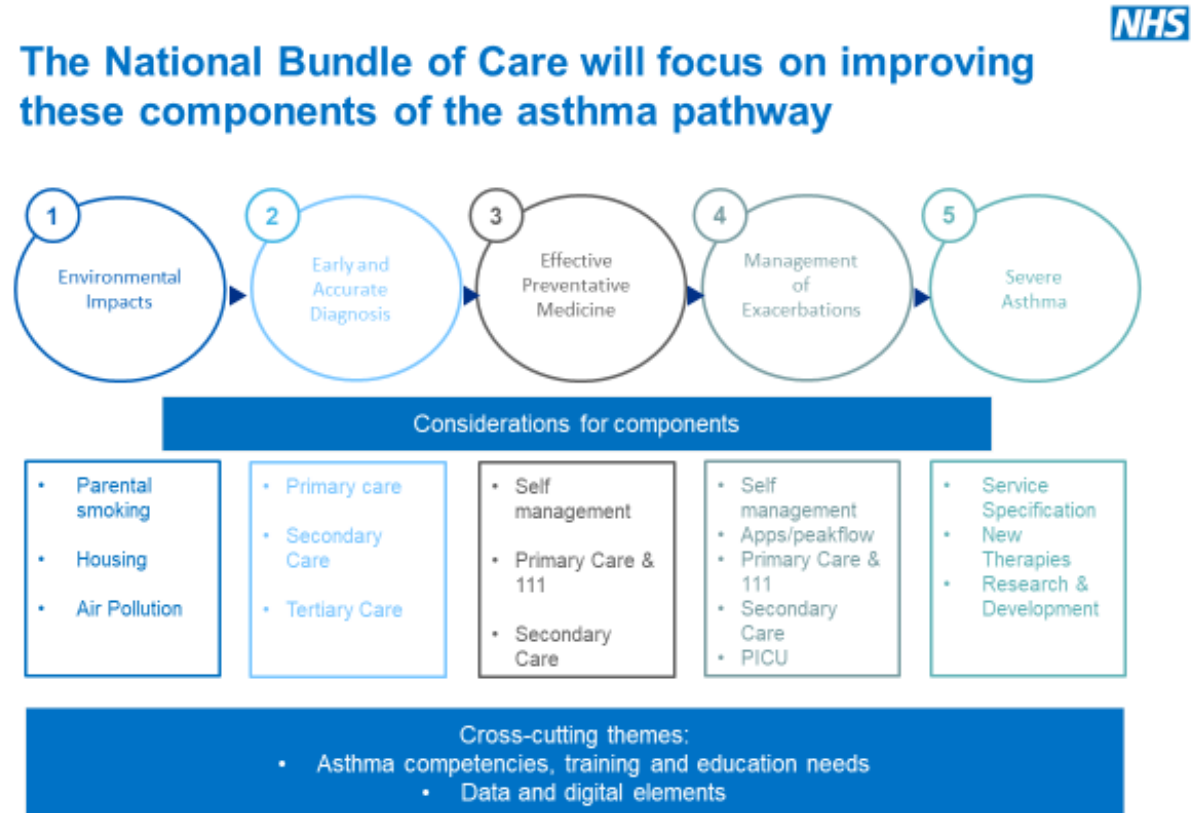 NHS
The National Bundle of Care will focus on improving
these components of the asthma pathway
1
Environmental
Impacts
2
Early and
Accurate
Diagnosis
3
Effective
Preventative
Medicine
4
Management
of
Exacerbations
5
Severe
Asthma
Considerations for components
• Parental
smoking
• Housing
• Air Pollution
• Primary care
• Secondary
Care
• Tertiary Care
• Self
management
• Primary Care &
111
• Secondary
Care
• Self
management
• Apps/peakflow
• Primary Care &
111
• Secondary
Care
• PICU
• Service
Specification
• New
Therapies
• Research &
Development
Cross-cutting themes:
• Asthma competencies, training and education needs
• Data and digital elements